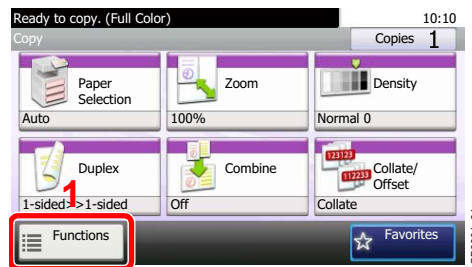 Ready to copy. (Full Color)
10:10
Copy
Copies 1
Paper
Selection
Auto
Zoom
100%
Density
Normal 0
Duplex
1-sided>>1-sided
1
Combine
Off
123123
112233
Collate/
Offset
Collate
Functions
Favorites